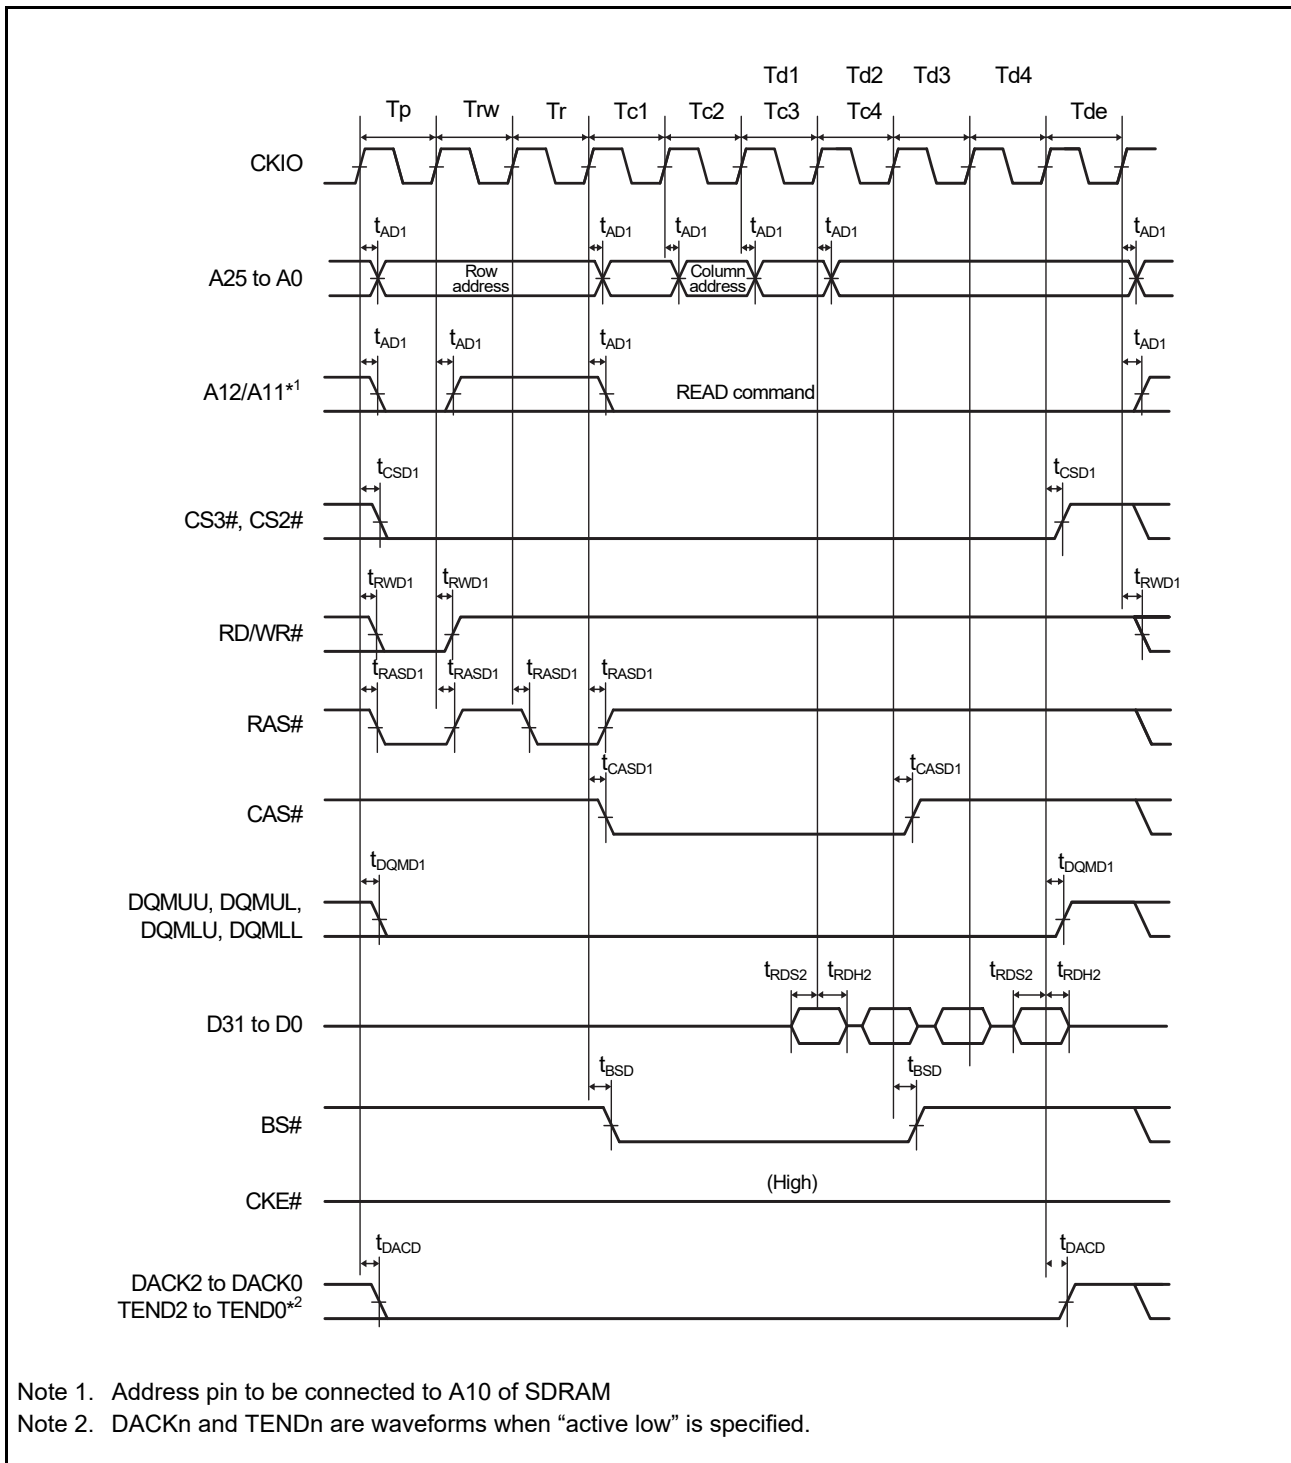 Td1 Td2 Td3 Td4
Tp Trw Tr Tc1 Tc2 Tc3 Tc4 Tde
CKIO
tAD1 tAD1 tAD1 tAD1 tAD1 tAD1
A25 to A0
Row address
Column address
tAD1 tAD1 tAD1 tAD1
A12/A11*1
READ command
tCSD1 tCSD1
CS3#, CS2#
tRWD1 tRWD1 tRWD1
RD/WR#
tRASD1 tRASD1 tRASD1 tRASD1
RAS#
tCASD1 tCASD1
CAS#
tDQMD1 tDQMD1
DQMUU, DQMUL,
DQMLU, DQMLL
tRDS2 tRDH2 tRDS2 tRDH2
D31 to D0
tBSD tBSD
BS#
(High)
CKE#
tDACD tDACD
DACK2 to DACK0
TEND2 to TEND0*2
Note 1. Address pin to be connected to A10 of SDRAM
Note 2. DACKn and TENDn are waveforms when “active low” is specified.